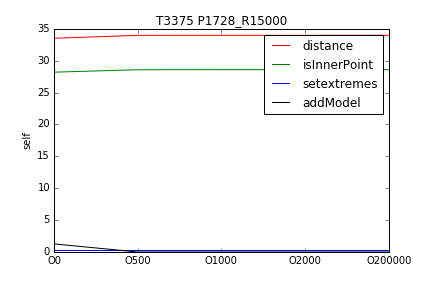 T3375 P1728_R15000
35
30
25
20
15
10
5
0
self
distance
isInnerPoint
setextremes
addModel
O0
O500
O1000
O2000
O200000